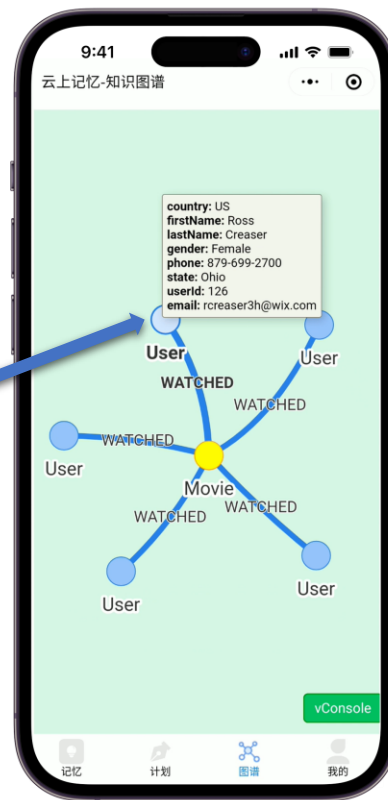 9:41
云上记忆-知识图谱
country: US
firstName: Ross
lastName: Creaser
gender: Female
phone: 879-699-2700
state: Ohio
userId: 126
email: rcreaser3h@wix.com
User
User
WATCHED
WATCHED
WATCHED
User
Movie
WATCHED
WATCHED
User
User
vConsole
记忆
计划
图谱
我的